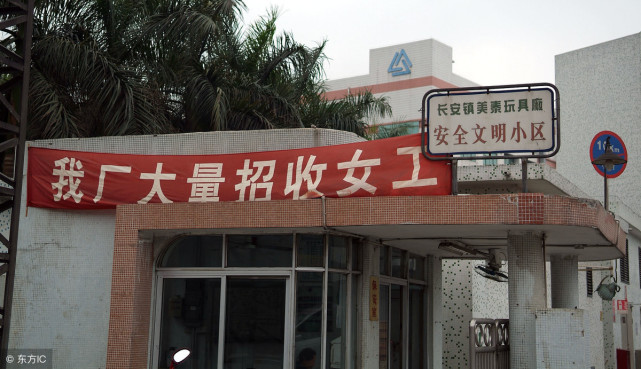 长安镇美泰玩具廠
安全文明小区
我厂大量招收女工
东方IC